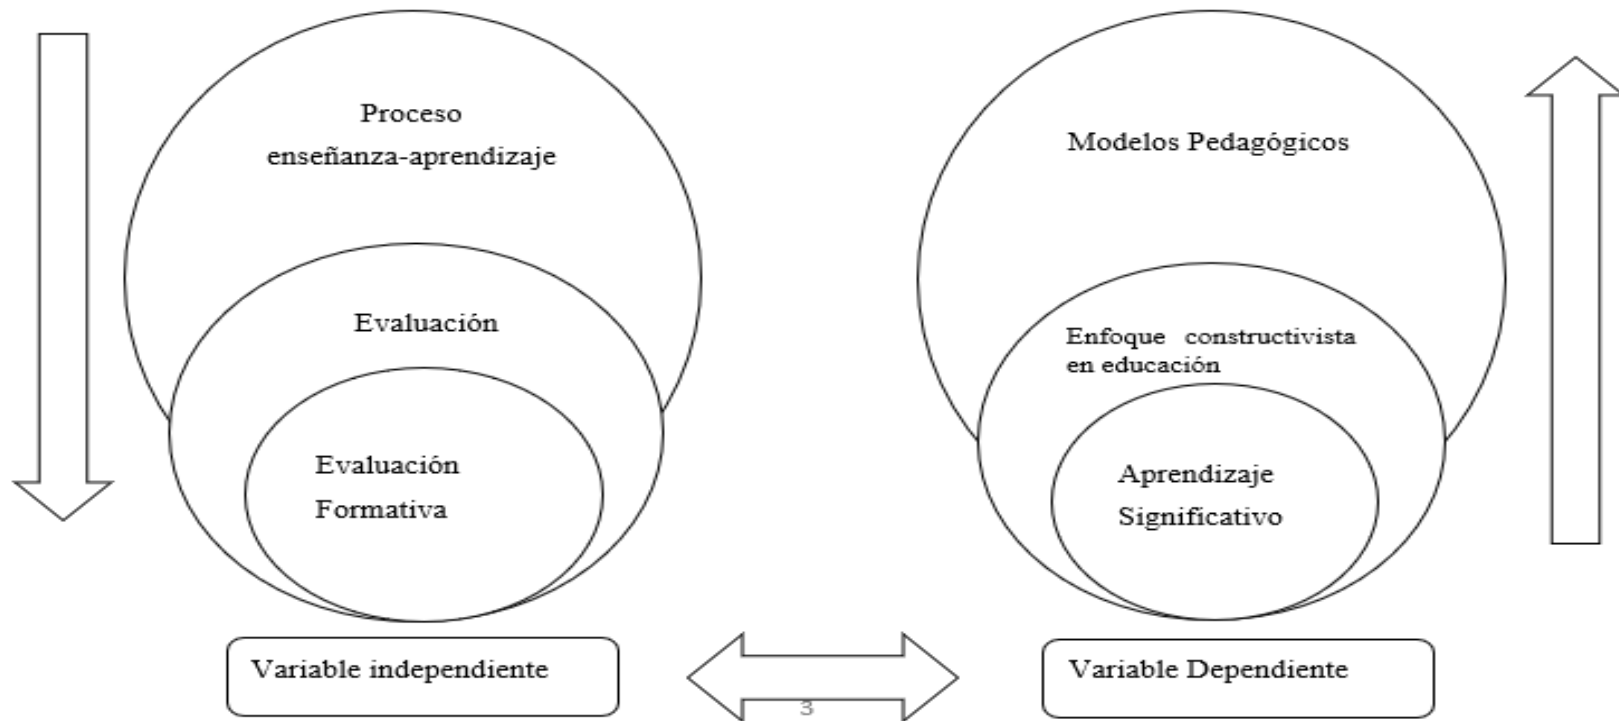 Proceso
enseñanza-aprendizaje
Evaluación
Evaluación
Formativa
Variable independiente
Modelos Pedagógicos
Enfoque constructivista
en educación
Aprendizaje
Significativo
Variable Dependiente
3